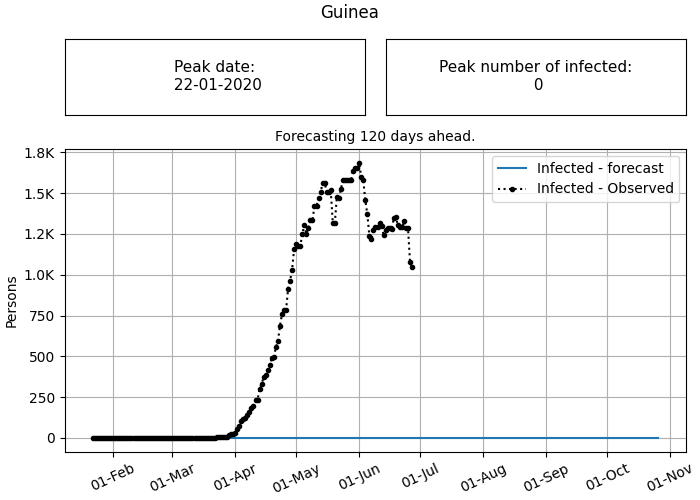 Guinea
Peak date:
22-01-2020
Peak number of infected:
0
Forecasting 120 days ahead.
Infected - forecast
Infected - Observed
1.8K
1.5K
1.2K
1.0K
750
500
250
0
Persons
01-Feb
01-Mar
01-Apr
01-May
01-Jun
01-Jul
01-Aug
01-Sep
01-Oct
01-Nov